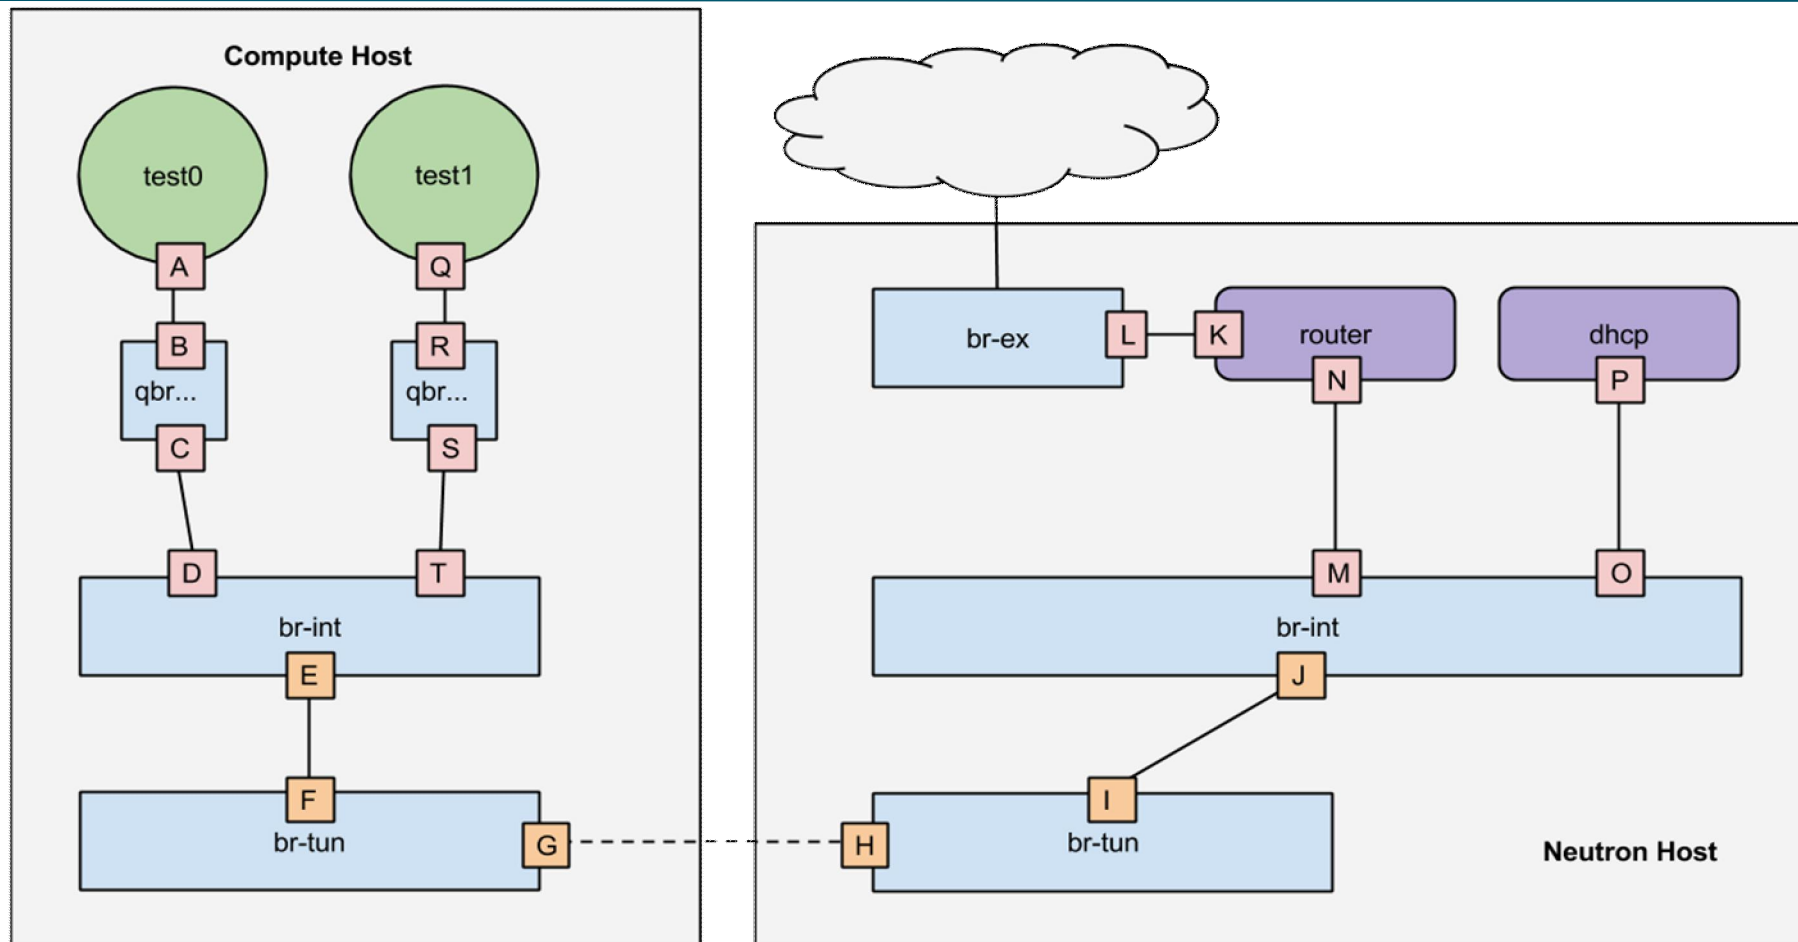 Compute Host
test0
test1
A
Q
B
R
qbr...
qbr...
C
S
D
T
br-int
E
F
br-tun
G
br-ex
L
K
router
dhcp
N
P
M
O
br-int
J
I
H
br-tun
Neutron Host